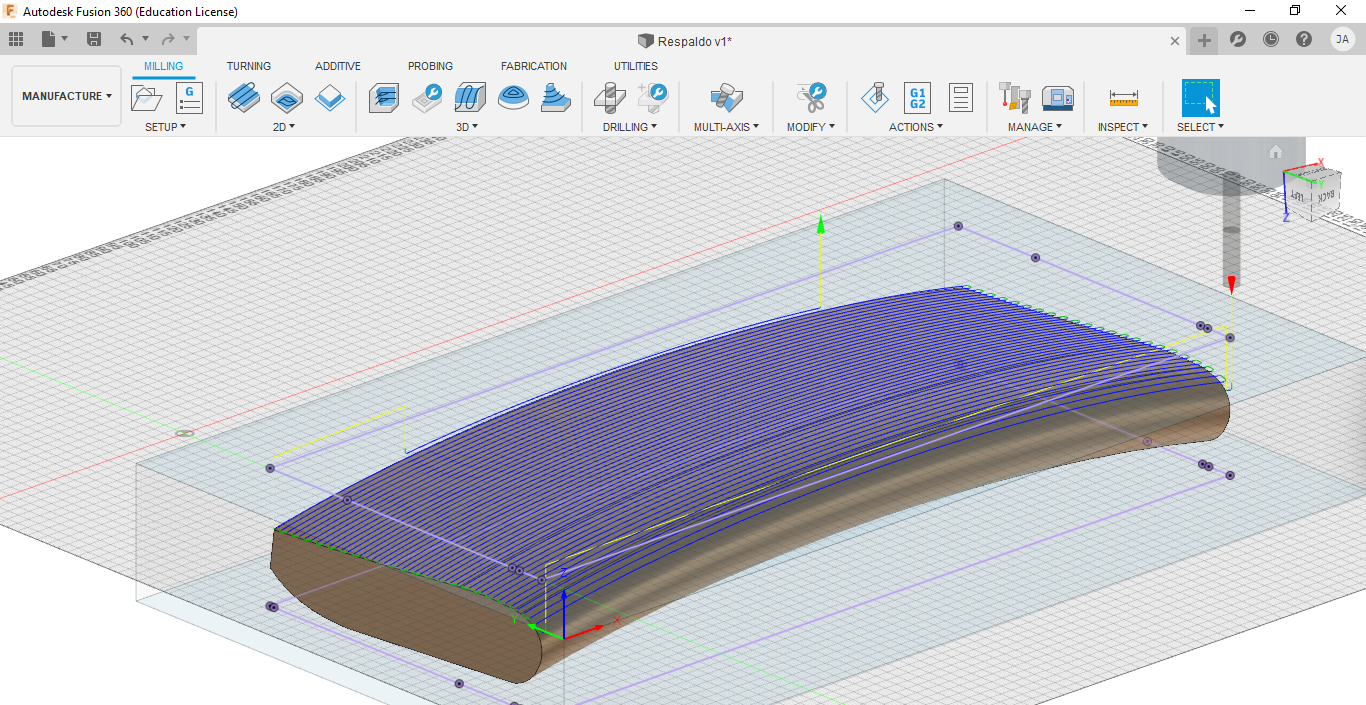 Autodesk Fusion 360 (Education License)
Respaldo v1*
JA
MILLING TURNING ADDITIVE PROBING FABRICATION UTILITIES
MANUFACTURE
G
G1
G2
SETUP 2D 3D DRILLING MULTI-AXIS MODIFY ACTIONS MANAGE INSPECT SELECT
X
Y
LEFT BACK
Z
Z
Y
X